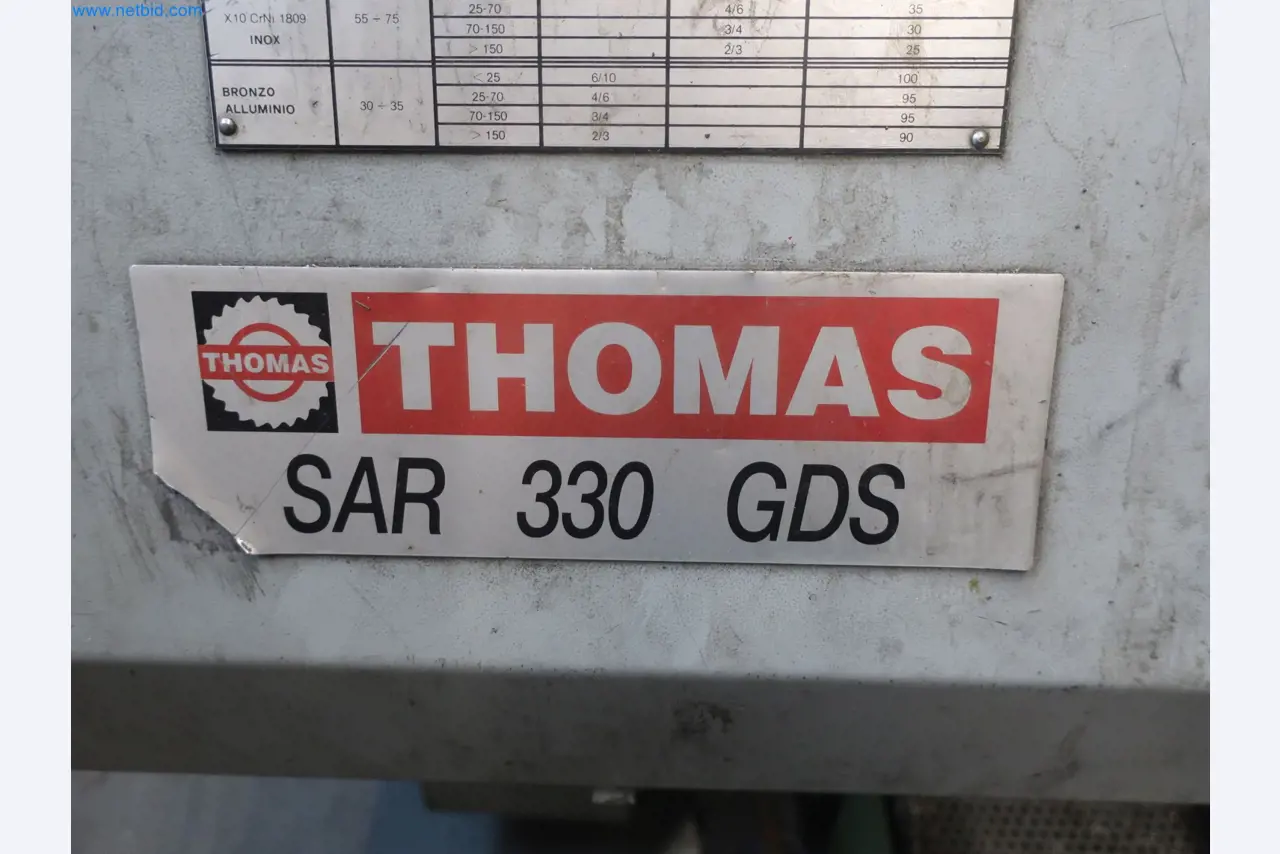 www.netbid.com
X10 CrNi 1809
INOX
55 ÷ 75
25-70 4/6 35
70-150 3/4 30
> 150 2/3 25
BRONZO
ALLUMINIO
30 ÷ 35
< 25 6/10 100
25-70 4/6 95
70-150 3/4 95
> 150 2/3 90
THOMAS
THOMAS
SAR 330 GDS